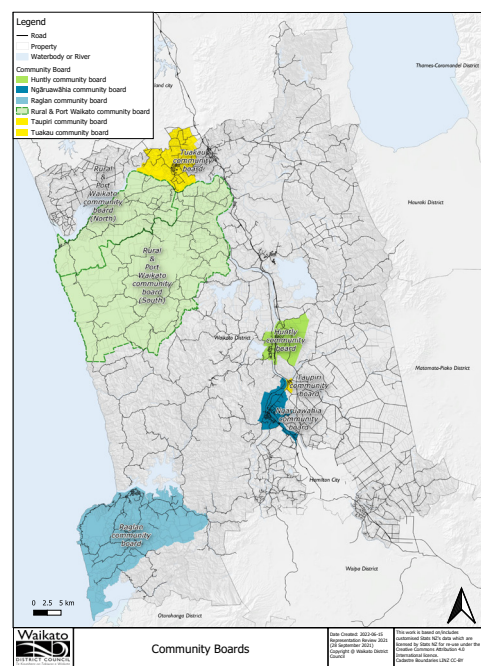 Legend
Road
Property
Waterbody or River
Community Board
Huntly community board
Ngāruawāhia community board
Raglan community board
Rural & Port Waikato community board
Taupiri community board
Tuakau community board
land city
Thames-Coromandel District
Tuakau
community
board
Rural
&
Port
Waikato
community
board
(North)
Hauraki District
Rural
&
Port
Waikato
community
board
(South)
Waikato District
Huntly
community
board
Matamata-Piako District
Taupiri
community
board
Ngaruawahia
community
board
Hamilton City
Raglan
community
board
Waipa District
0 2.5 5 km
Otorohanga District
Waikato
DISTRICT COUNCIL
Community Boards
Date Created: 2022-06-15
Representation Review 2021
(28 September 2021)
Copyright @ Waikato District
Council
This work is based on/includes
customised Stats NZ's data which are
licensed by Stats NZ for re-use under the
Creative Commons Attribution 4.0
International licence.
Cadastre Boundaries LINZ CC-BY